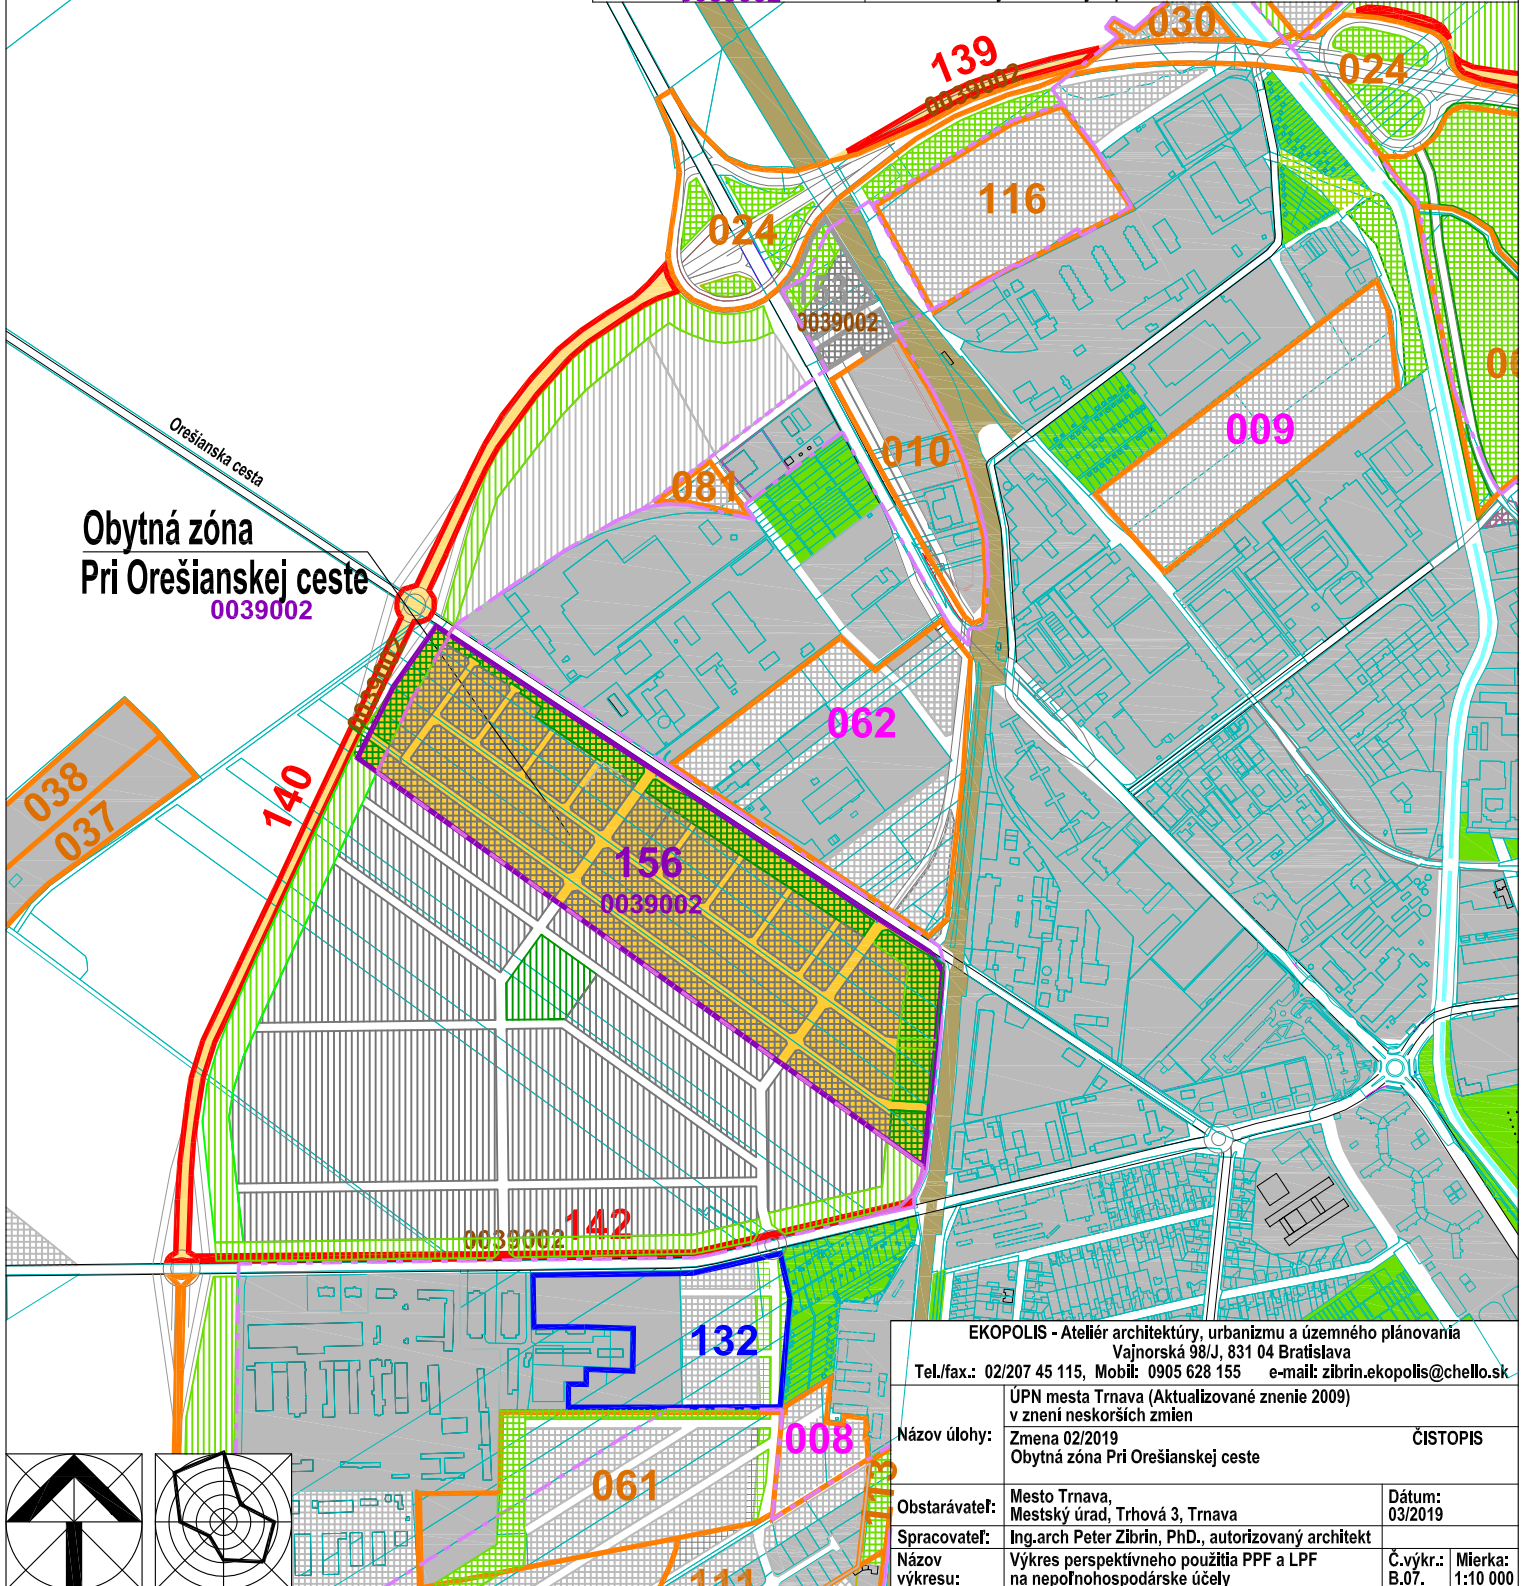 030
139
0039002
024
116
024
0039002
009
010
081
Orešianska cesta
Obytná zóna
Pri Orešianskej ceste
0039002
0039002
062
038
037
140
156
0039002
142
0039002
132
008
061
113
111
EKOPOLIS - Ateliér architektúry, urbanizmu a územného plánovania
Vajnorská 98/J, 831 04 Bratislava
Tel./fax.: 02/207 45 115, Mobil: 0905 628 155 e-mail: zibrin.ekopolis@chello.sk
Názov úlohy:
ÚPN mesta Trnava (Aktualizované znenie 2009)
v znení neskorších zmien
Zmena 02/2019 ČISTOPIS
Obytná zóna Pri Orešianskej ceste
Obstarávateľ:
Mesto Trnava,
Mestský úrad, Trhová 3, Trnava
Dátum:
03/2019
Spracovateľ: Ing.arch Peter Zibrin, PhD., autorizovaný architekt
Názov
výkresu:
Výkres perspektívneho použitia PPF a LPF
na nepoľnohospodárske účely
Č.výkr.:
B.07.
Mierka:
1:10 000